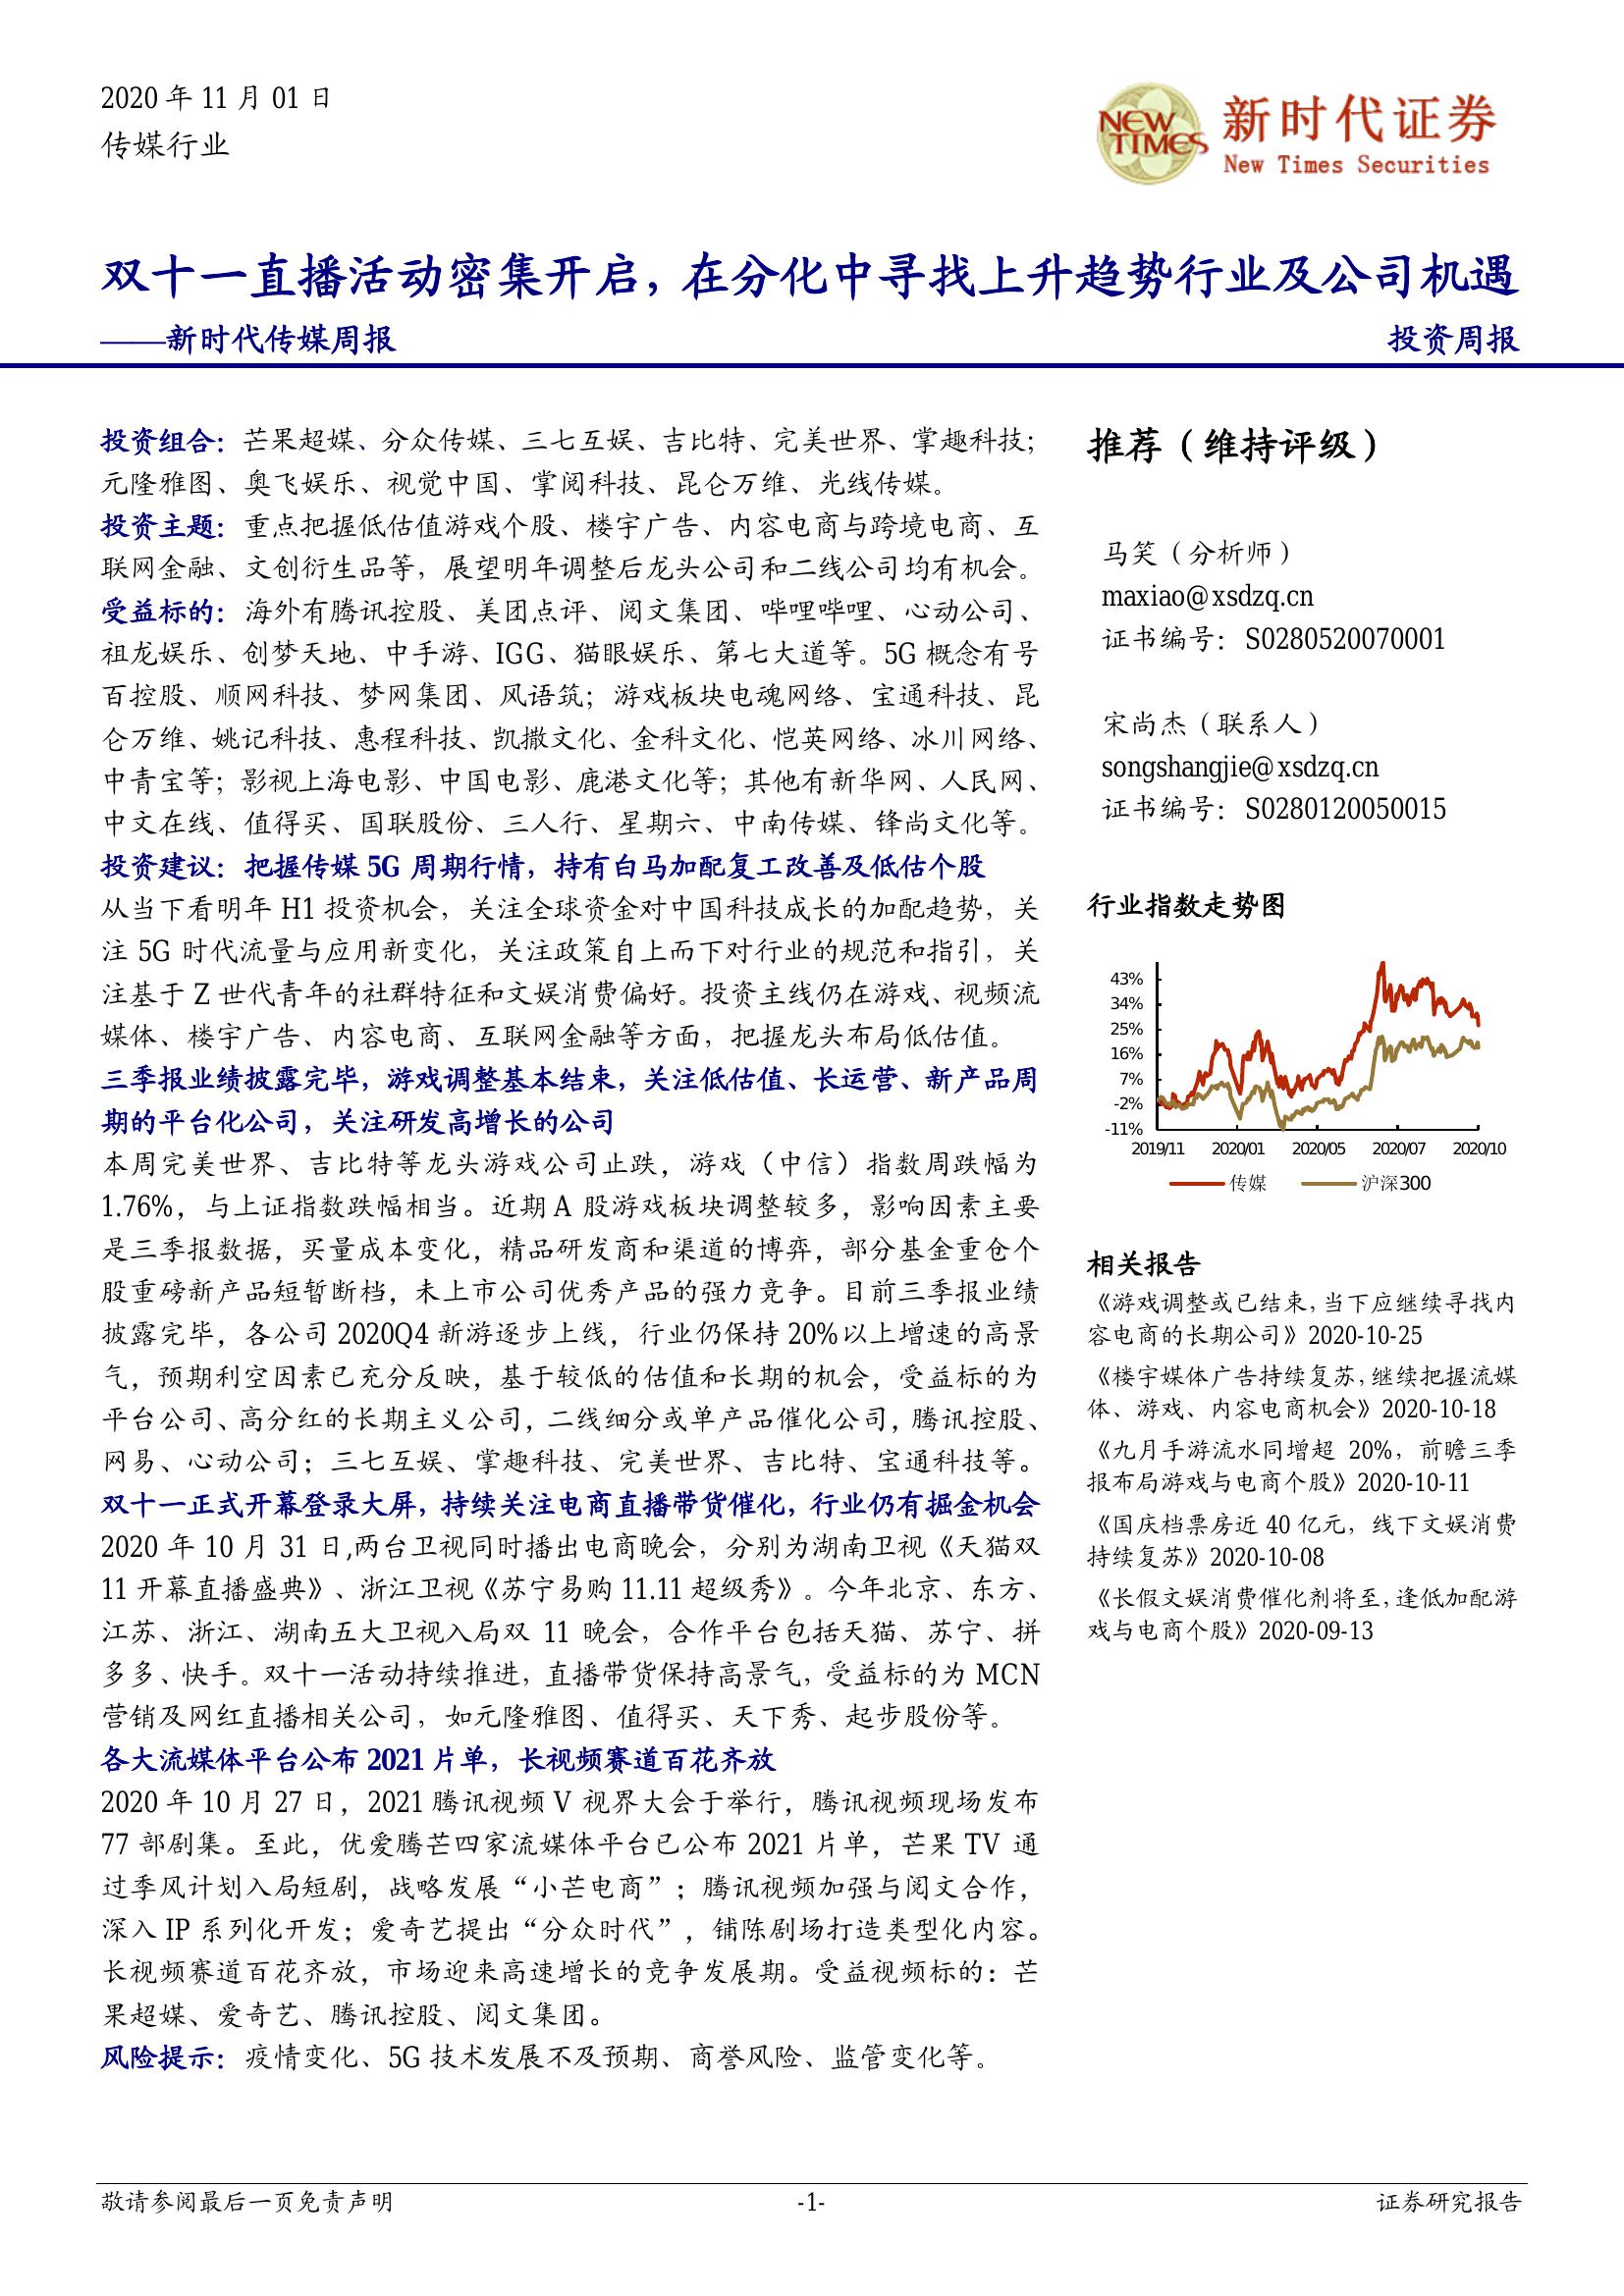 2020 年 11 月 01 日
传媒行业
NEW
TIMES
新时代证券
New Times Securities
双十一直播活动密集开启，在分化中寻找上升趋势行业及公司机遇
——新时代传媒周报
投资周报
投资组合：芒果超媒、分众传媒、三七互娱、吉比特、完美世界、掌趣科技；
元隆雅图、奥飞娱乐、视觉中国、掌阅科技、昆仑万维、光线传媒。
投资主题：重点把握低估值游戏个股、楼宇广告、内容电商与跨境电商、互
联网金融、文创衍生品等，展望明年调整后龙头公司和二线公司均有机会。
受益标的：海外有腾讯控股、美团点评、阅文集团、哔哩哔哩、心动公司、
祖龙娱乐、创梦天地、中手游、IGG、猫眼娱乐、第七大道等。5G 概念有号
百控股、顺网科技、梦网集团、风语筑；游戏板块电魂网络、宝通科技、昆
仑万维、姚记科技、惠程科技、凯撒文化、金科文化、恺英网络、冰川网络、
中青宝等；影视上海电影、中国电影、鹿港文化等；其他有新华网、人民网、
中文在线、值得买、国联股份、三人行、星期六、中南传媒、锋尚文化等。
投资建议：把握传媒 5G 周期行情，持有白马加配复工改善及低估个股
从当下看明年 H1 投资机会，关注全球资金对中国科技成长的加配趋势，关
注 5G 时代流量与应用新变化，关注政策自上而下对行业的规范和指引，关
注基于 Z 世代青年的社群特征和文娱消费偏好。投资主线仍在游戏、视频流
媒体、楼宇广告、内容电商、互联网金融等方面，把握龙头布局低估值。
三季报业绩披露完毕，游戏调整基本结束，关注低估值、长运营、新产品周
期的平台化公司，关注研发高增长的公司
本周完美世界、吉比特等龙头游戏公司止跌，游戏（中信）指数周跌幅为
1.76%，与上证指数跌幅相当。近期 A 股游戏板块调整较多，影响因素主要
是三季报数据，买量成本变化，精品研发商和渠道的博弈，部分基金重仓个
股重磅新产品短暂断档，未上市公司优秀产品的强力竞争。目前三季报业绩
披露完毕，各公司 2020Q4 新游逐步上线，行业仍保持 20%以上增速的高景
气，预期利空因素已充分反映，基于较低的估值和长期的机会，受益标的为
平台公司、高分红的长期主义公司，二线细分或单产品催化公司，腾讯控股、
网易、心动公司；三七互娱、掌趣科技、完美世界、吉比特、宝通科技等。
双十一正式开幕登录大屏，持续关注电商直播带货催化，行业仍有掘金机会
2020 年 10 月 31 日,两台卫视同时播出电商晚会，分别为湖南卫视《天猫双
11 开幕直播盛典》、浙江卫视《苏宁易购 11.11 超级秀》。今年北京、东方、
江苏、浙江、湖南五大卫视入局双 11 晚会，合作平台包括天猫、苏宁、拼
多多、快手。双十一活动持续推进，直播带货保持高景气，受益标的为 MCN
营销及网红直播相关公司，如元隆雅图、值得买、天下秀、起步股份等。
各大流媒体平台公布 2021 片单，长视频赛道百花齐放
2020 年 10 月 27 日，2021 腾讯视频 V 视界大会于举行，腾讯视频现场发布
77 部剧集。至此，优爱腾芒四家流媒体平台已公布 2021 片单，芒果 TV 通
过季风计划入局短剧，战略发展“小芒电商”；腾讯视频加强与阅文合作，
深入 IP 系列化开发；爱奇艺提出“分众时代”，铺陈剧场打造类型化内容。
长视频赛道百花齐放，市场迎来高速增长的竞争发展期。受益视频标的：芒
果超媒、爱奇艺、腾讯控股、阅文集团。
风险提示：疫情变化、5G 技术发展不及预期、商誉风险、监管变化等。
推荐（维持评级）
马笑（分析师）
maxiao@xsdzq.cn
证书编号：S0280520070001
宋尚杰（联系人）
songshangjie@xsdzq.cn
证书编号：S0280120050015
行业指数走势图
43%
34%
25%
16%
7%
-2%
-11%
2019/11 2020/01 2020/05 2020/07 2020/10
传媒 沪深300
相关报告
《游戏调整或已结束，当下应继续寻找内
容电商的长期公司》2020-10-25
《楼宇媒体广告持续复苏，继续把握流媒
体、游戏、内容电商机会》2020-10-18
《九月手游流水同增超 20%，前瞻三季
报布局游戏与电商个股》2020-10-11
《国庆档票房近 40 亿元，线下文娱消费
持续复苏》2020-10-08
《长假文娱消费催化剂将至，逢低加配游
戏与电商个股》2020-09-13
敬请参阅最后一页免责声明
-1-
证券研究报告